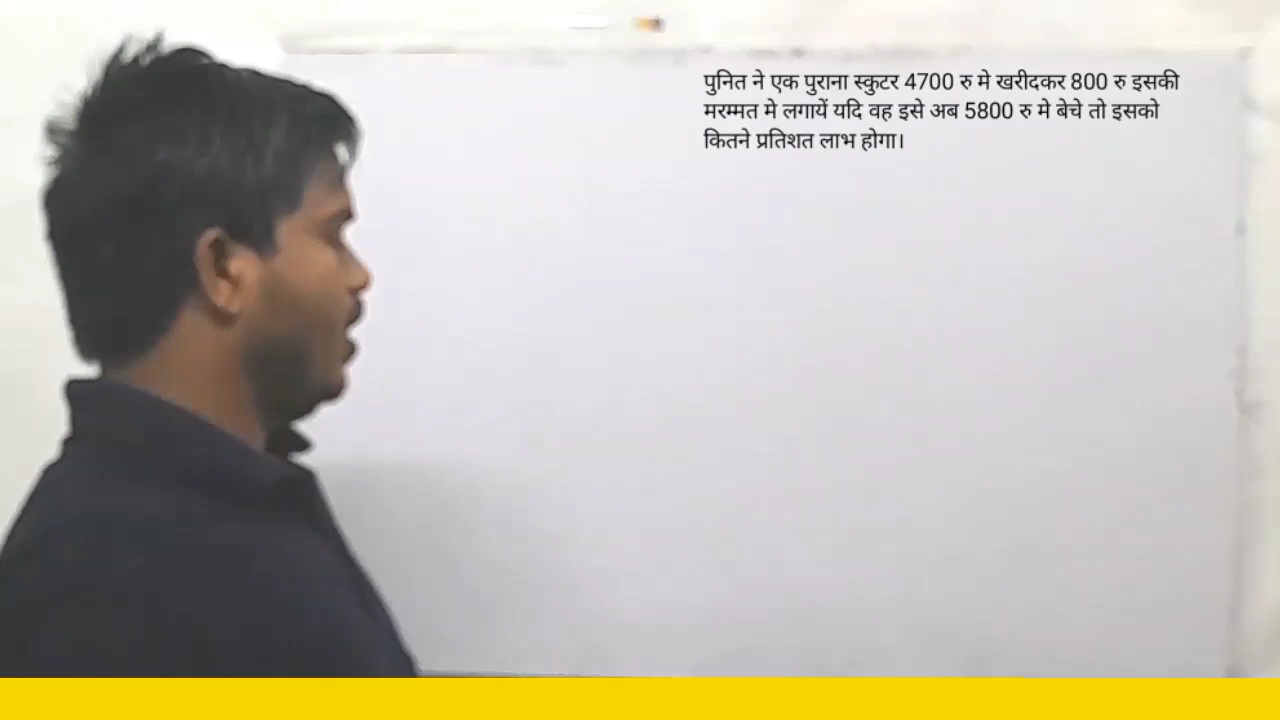 पुनित ने एक पुराना स्कुटर 4700 रु मे खरीदकर 800 रु इसकी
मरम्मत मे लगायें यदि वह इसे अब 5800 रु मे बेचे तो इसको
कितने प्रतिशत लाभ होगा।